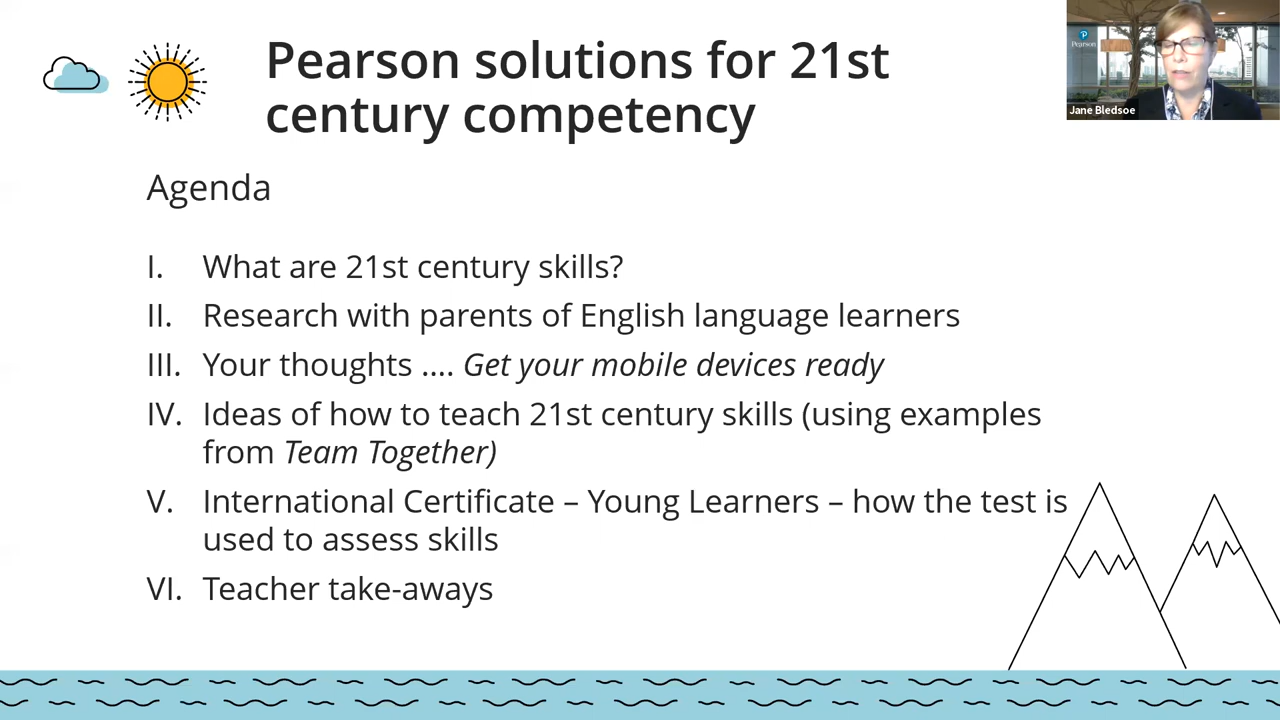 Pearson solutions for 21st
century competency
Pearson
Jane Bledsoe
Agenda
I. What are 21st century skills?
II. Research with parents of English language learners
III. Your thoughts .... Get your mobile devices ready
IV. Ideas of how to teach 21st century skills (using examples
from Team Together)
V. International Certificate – Young Learners – how the test is
used to assess skills
VI. Teacher take-aways